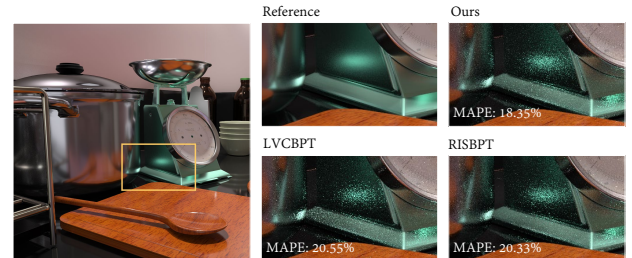 Reference
Ours
MAPE: 18.35%
LVCBPT
RISBPT
MAPE: 20.55%
MAPE: 20.33%